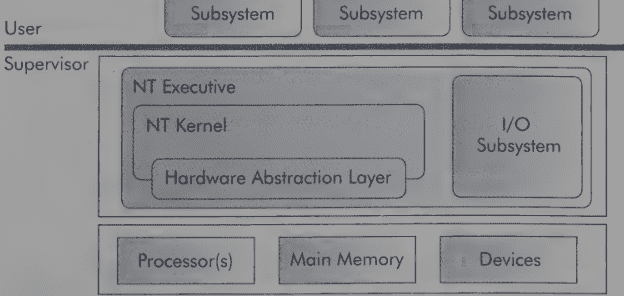 Subsystem Subsystem Subsystem
User
Supervisor
NT Executive
NT Kernel
I/O
Subsystem
Hardware Abstraction Layer
Processor(s) Main Memory Devices